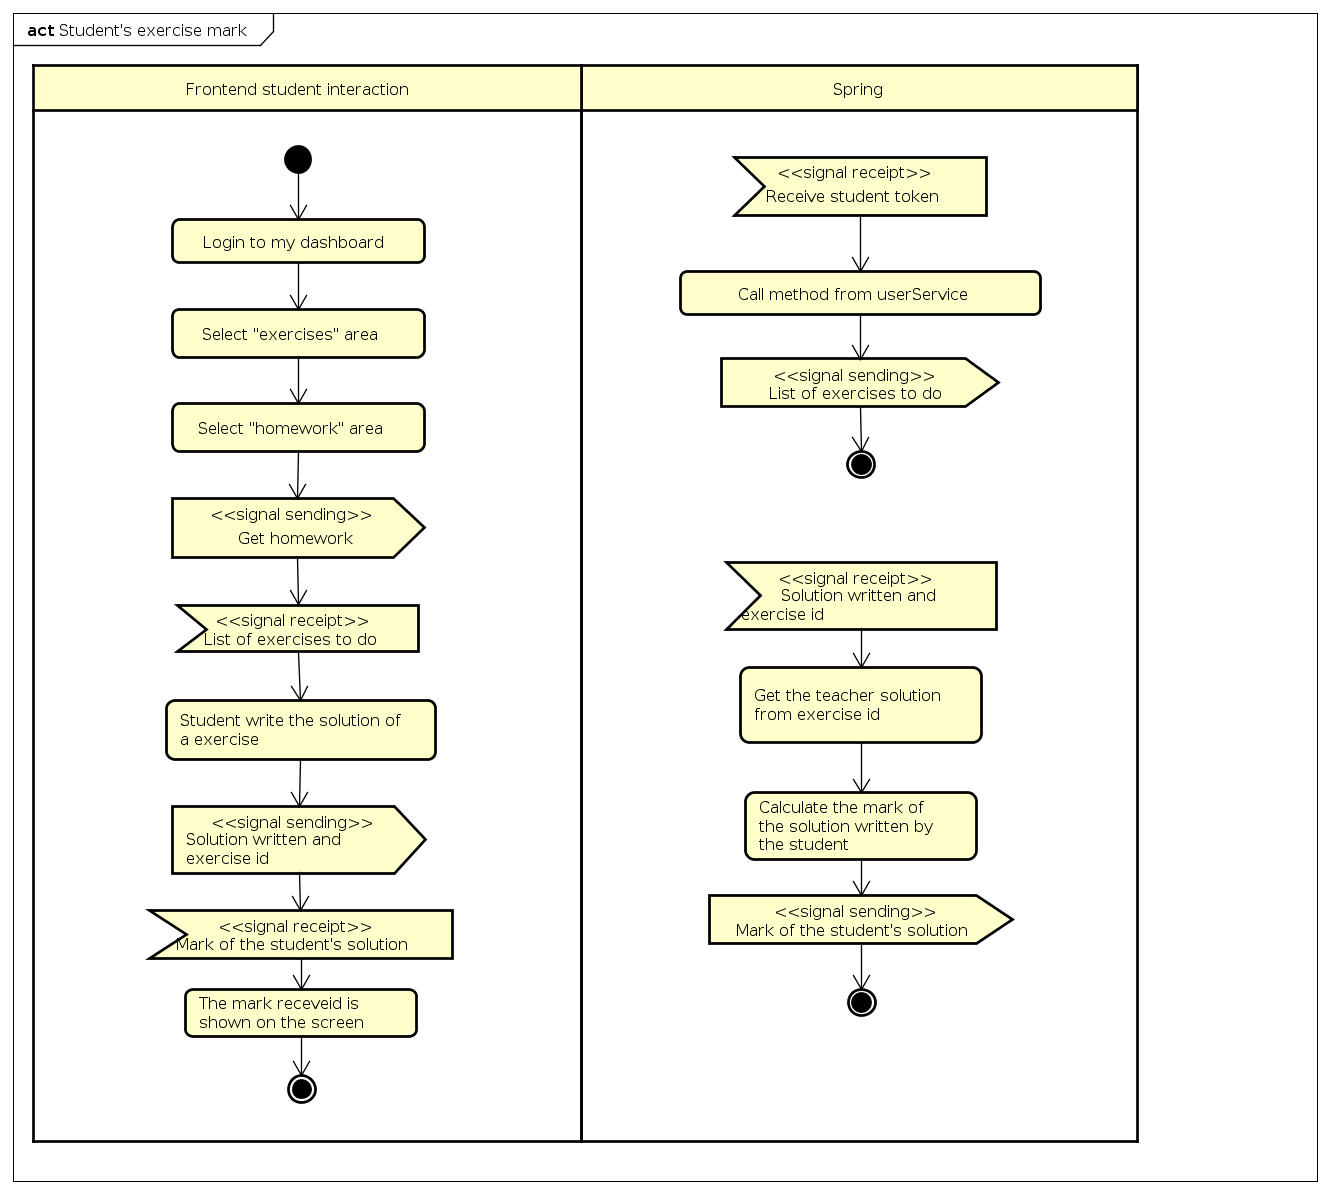 act Student's exercise mark
Frontend student interaction
Spring
Login to my dashboard
Select "exercises" area
Select "homework" area
<<signal sending>>
Get homework
<<signal receipt>>
List of exercises to do
Student write the solution of
a exercise
<<signal sending>>
Solution written and
exercise id
<<signal receipt>>
Mark of the student's solution
The mark receveid is
shown on the screen
<<signal receipt>>
Receive student token
Call method from userService
<<signal sending>>
List of exercises to do
<<signal receipt>>
Solution written and
exercise id
Get the teacher solution
from exercise id
Calculate the mark of
the solution written by
the student
<<signal sending>>
Mark of the student's solution